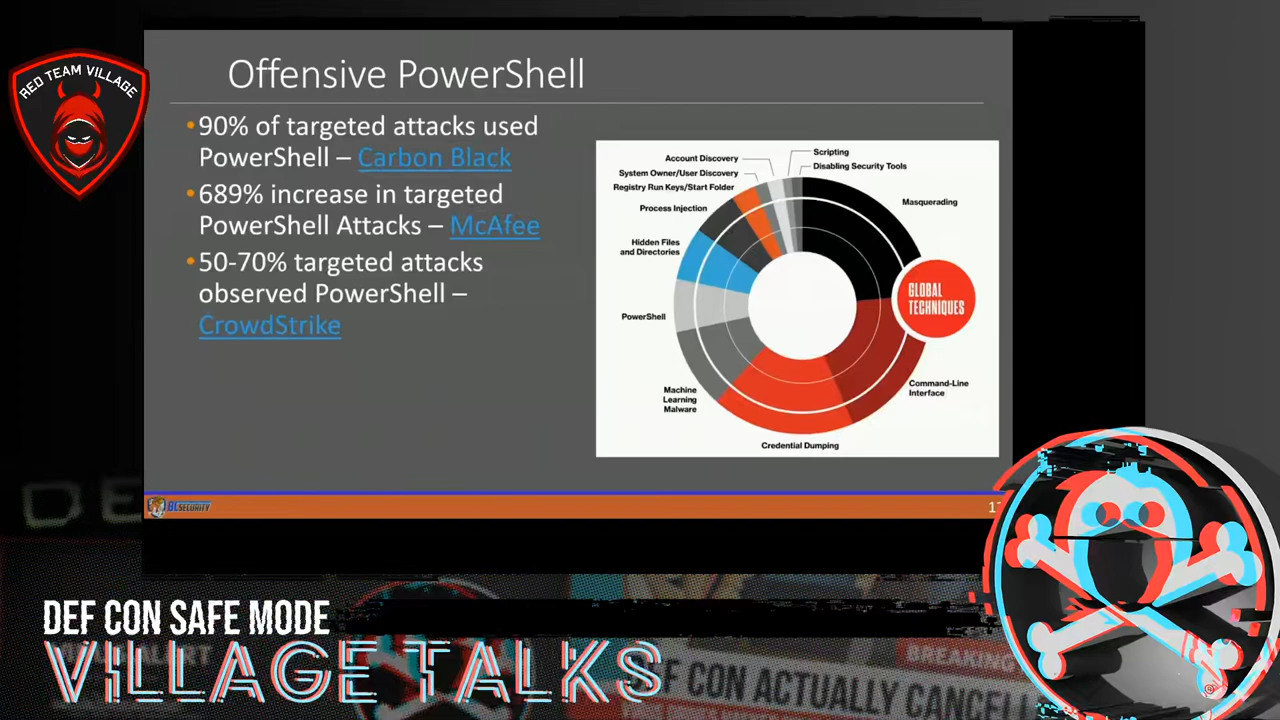 RED TEAM VILLAGE
Offensive PowerShell
•90% of targeted attacks used
PowerShell – Carbon Black
•689% increase in targeted
PowerShell Attacks – McAfee
•50-70% targeted attacks
observed PowerShell –
CrowdStrike
Scripting
Account Discovery
Disabling Security Tools
System Owner/User Discovery
Registry Run Keys/Start Folder
Masquerading
Process Injection
Hidden Files
and Directories
GLOBAL
TECHNIQUES
PowerShell
Command-Line
Interface
Machine
Learning
Malware
Credential Dumping
BC SECURITY
DE
DEF CON SAFE MODE
VILLAGE TALKS
BREAKING
DEF CON ACTUALLY CANCELL